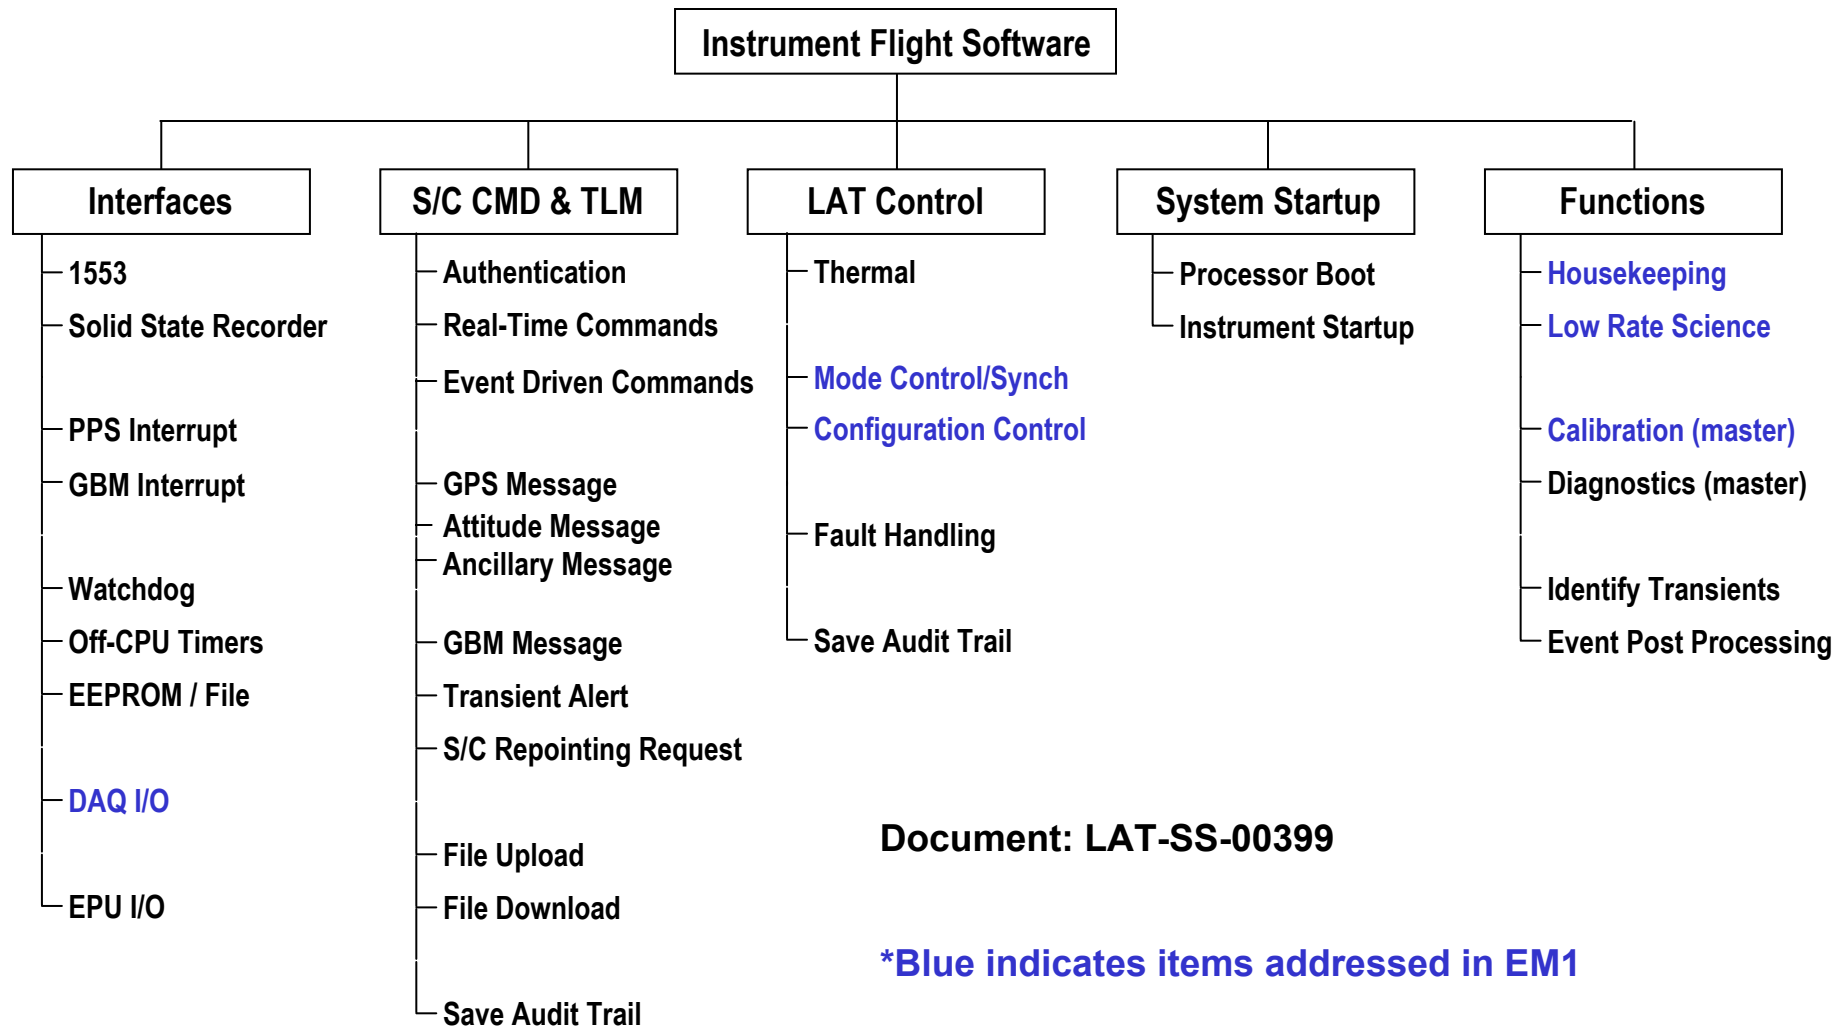 Instrument Flight Software
Interfaces
1553
Solid State Recorder
PPS Interrupt
GBM Interrupt
Watchdog
Off-CPU Timers
EEPROM / File
DAQ I/O
EPU I/O
S/C CMD & TLM
Authentication
Real-Time Commands
Event Driven Commands
GPS Message
Attitude Message
Ancillary Message
GBM Message
Transient Alert
S/C Repointing Request
File Upload
File Download
Save Audit Trail
LAT Control
Thermal
Mode Control/Synch
Configuration Control
Fault Handling
Save Audit Trail
System Startup
Processor Boot
Instrument Startup
Functions
Housekeeping
Low Rate Science
Calibration (master)
Diagnostics (master)
Identify Transients
Event Post Processing
Document: LAT-SS-00399
*Blue indicates items addressed in EM1